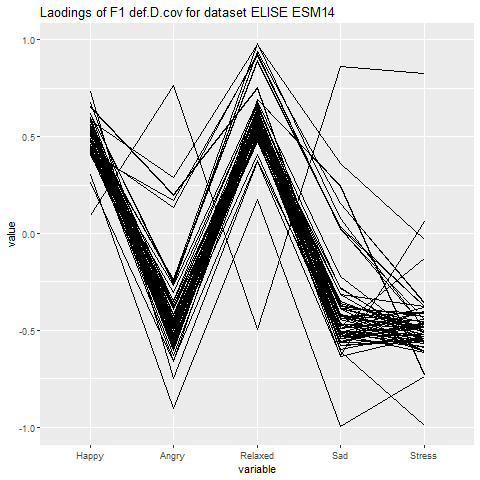 Laodings of F1 def.D.cov for dataset ELISE ESM14
1.0
0.5
0.0
-0.5
-1.0
value
Happy Angry Relaxed Sad Stress
variable